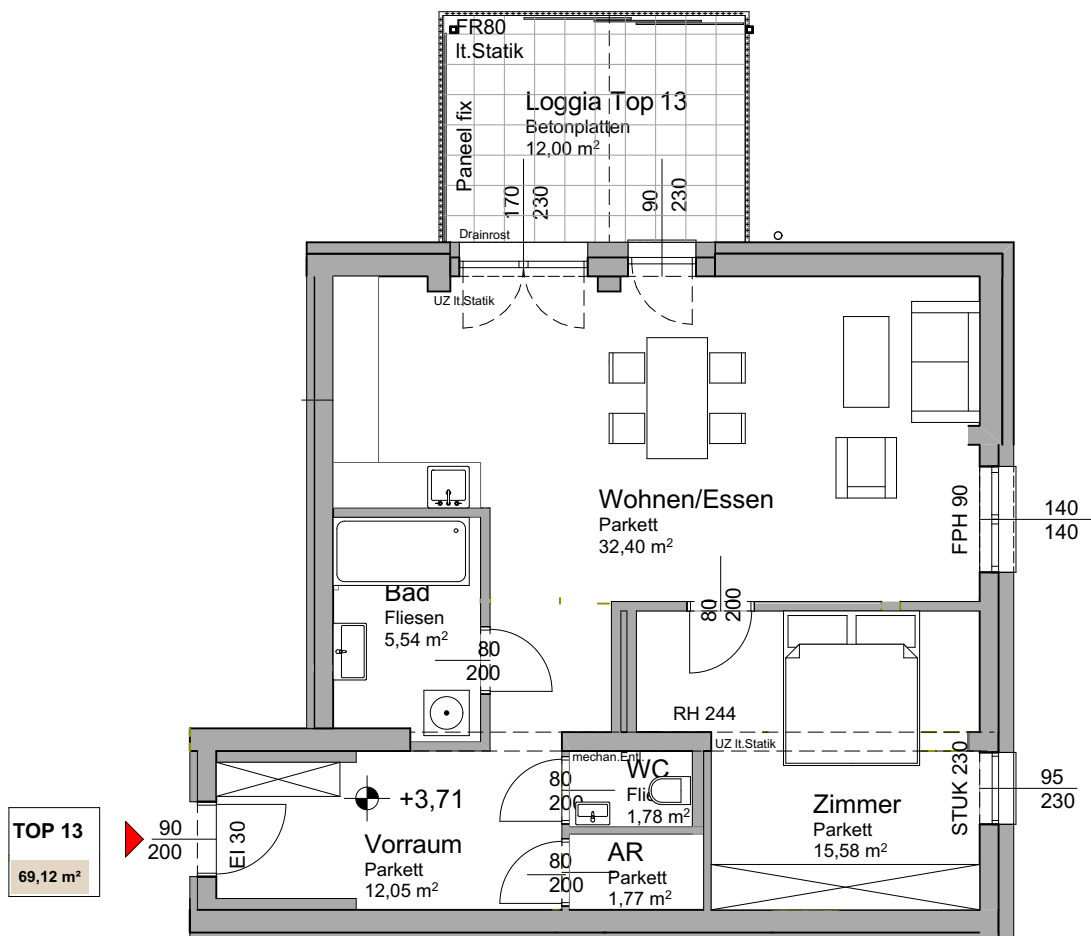 FR80
lt.Statik
Paneel fix
Loggia Top 13
Betonplatten
12,00 m²
170
230
90
230
Drainrost
UZ lt.Statik
Wohnen/Essen
Parkett
32,40 m²
FPH 90
140
140
Bad
Fliesen
5,54 m²
80
200
80
200
RH 244
UZ lt.Statik
mechan.Entl.
WC
80
200
1,78 m²
STUK 230
95
230
Zimmer
Parkett
15,58 m²
+3,71
Vorraum
Parkett
12,05 m²
AR
Parkett
1,77 m²
80
200
EI 30
90
200
TOP 13
69,12 m²